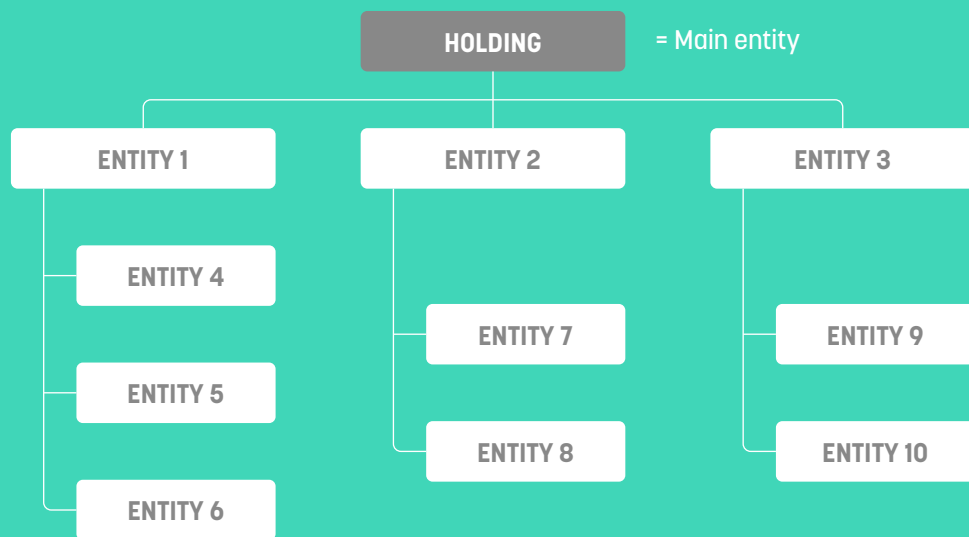 HOLDING
= Main entity
ENTITY 1
ENTITY 2
ENTITY 3
ENTITY 4
ENTITY 7
ENTITY 9
ENTITY 5
ENTITY 8
ENTITY 10
ENTITY 6